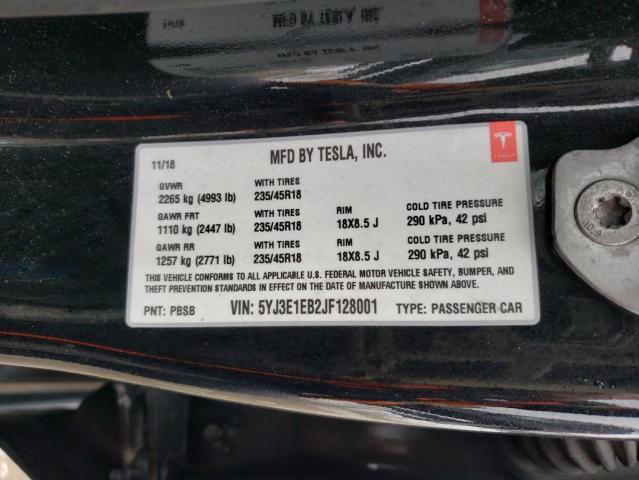 MFD BY TESLA, INC.
11/18
TESLA
GVWR WITH TIRES
2265 kg (4993 lb) 235/45R18
GAWR FRT WITH TIRES RIM COLD TIRE PRESSURE
1110 kg (2447 lb) 235/45R18 18X8.5 J 290 kPa, 42 psi
GAWR RR WITH TIRES RIM COLD TIRE PRESSURE
1257 kg (2771 lb) 235/45R18 18X8.5 J 290 kPa, 42 psi
THIS VEHICLE CONFORMS TO ALL APPLICABLE U.S. FEDERAL MOTOR VEHICLE SAFETY, BUMPER, AND
THEFT PREVENTION STANDARDS IN EFFECT ON THE DATE OF MANUFACTURE SHOWN ABOVE.
PNT: PBSB VIN: 5YJ3E1EB2JF128001 TYPE: PASSENGER CAR
10.9